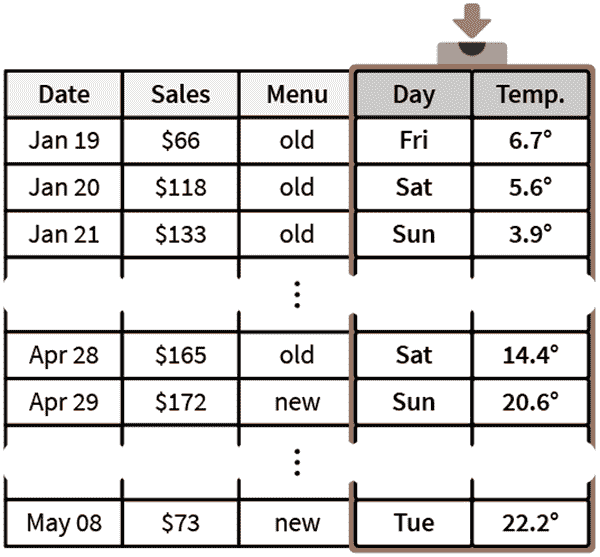 Date Sales Menu Day Temp.
Jan 19 $66 old Fri 6.7°
Jan 20 $118 old Sat 5.6°
Jan 21 $133 old Sun 3.9°
⋮
Apr 28 $165 old Sat 14.4°
Apr 29 $172 new Sun 20.6°
⋮
May 08 $73 new Tue 22.2°